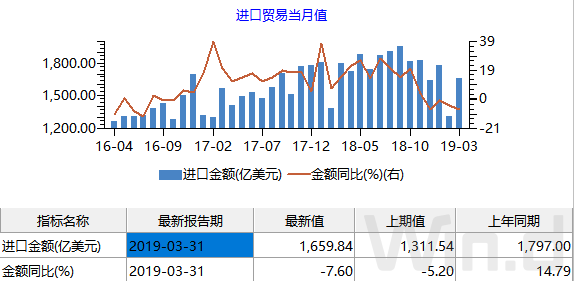 进口贸易当月值
39
1,800.00
19
1,500.00
0
1,200.00
-21
16-04 16-09 17-02 17-07 17-12 18-05 18-10 19-03
进口金额(亿美元) 金额同比(%)(右)
指标名称 最新报告期 最新值 上期值 上年同期
进口金额(亿美元) 2019-03-31 1,659.84 1,311.54 1,797.00
金额同比(%) 2019-03-31 -7.60 -5.20 14.79
Win.d